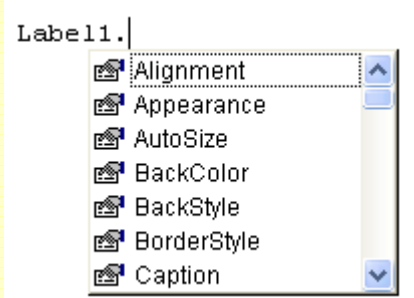 Label1.
Alignment
Appearance
AutoSize
BackColor
BackStyle
BorderStyle
Caption